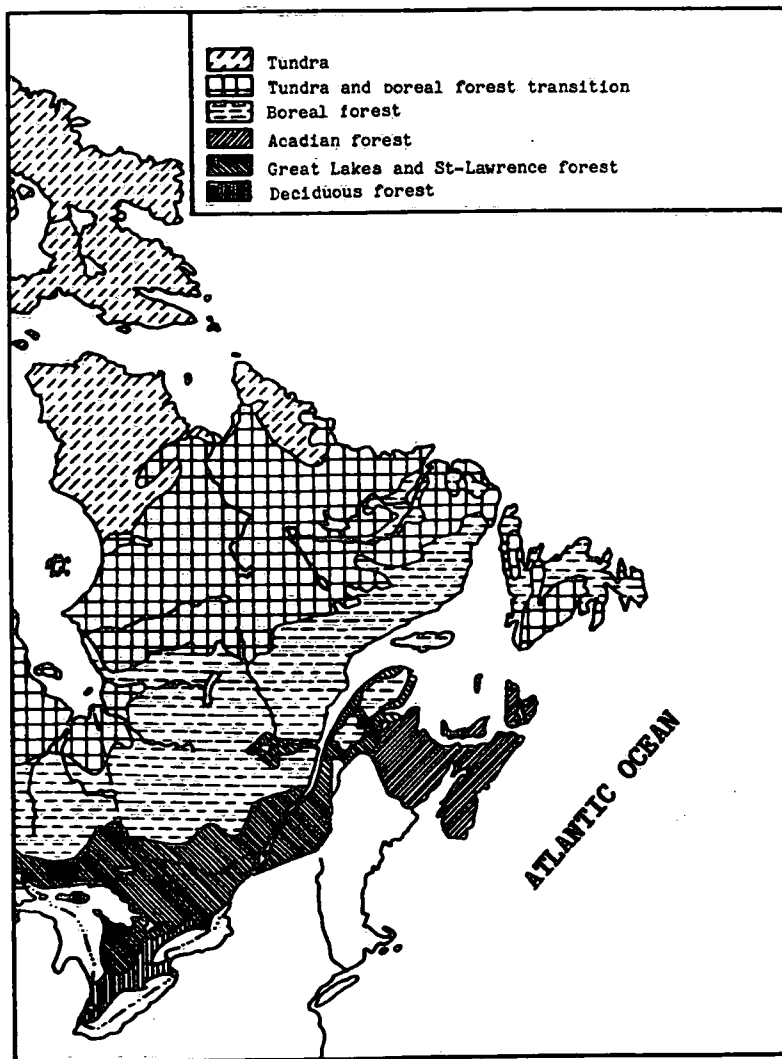 Tundra
Tundra and boreal forest transition
Boreal forest
Acadian forest
Great Lakes and St-Lawrence forest
Deciduous forest
ATLANTIC OCEAN